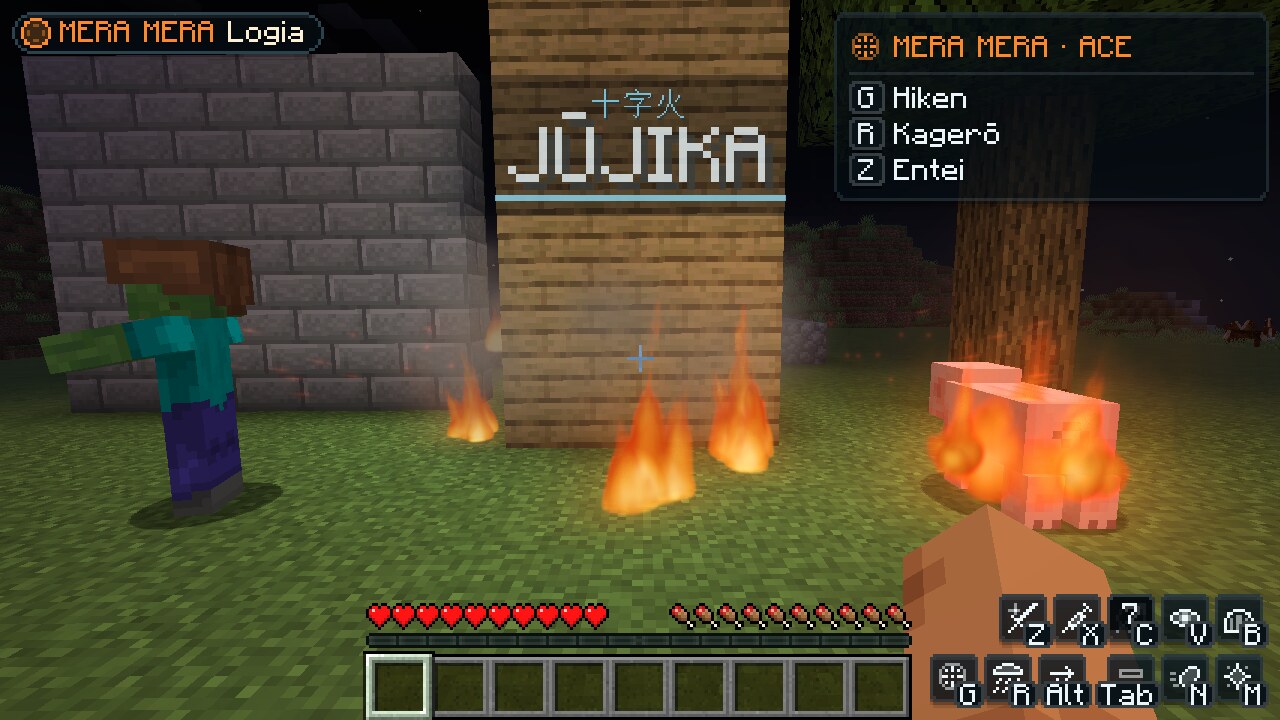 MERA MERA Logia
MERA MERA · ACE
G Hiken
R Kagerō
Z Entei
十字火
JŪJIKA
Z X C V B
G R Alt Tab N M